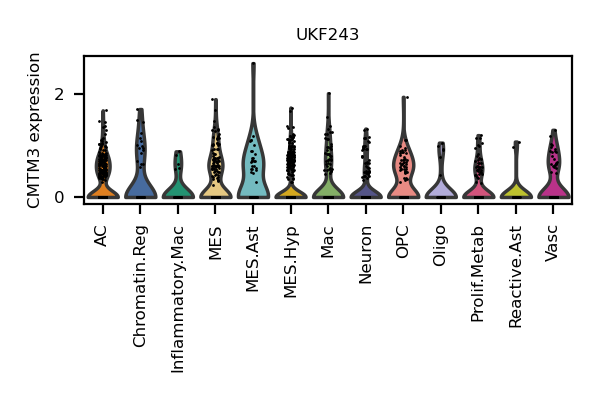 UKF243
CMTM3 expression
2
0
AC
Chromatin.Reg
Inflammatory.Mac
MES
MES.Ast
MES.Hyp
Mac
Neuron
OPC
Oligo
Prolif.Metab
Reactive.Ast
Vasc